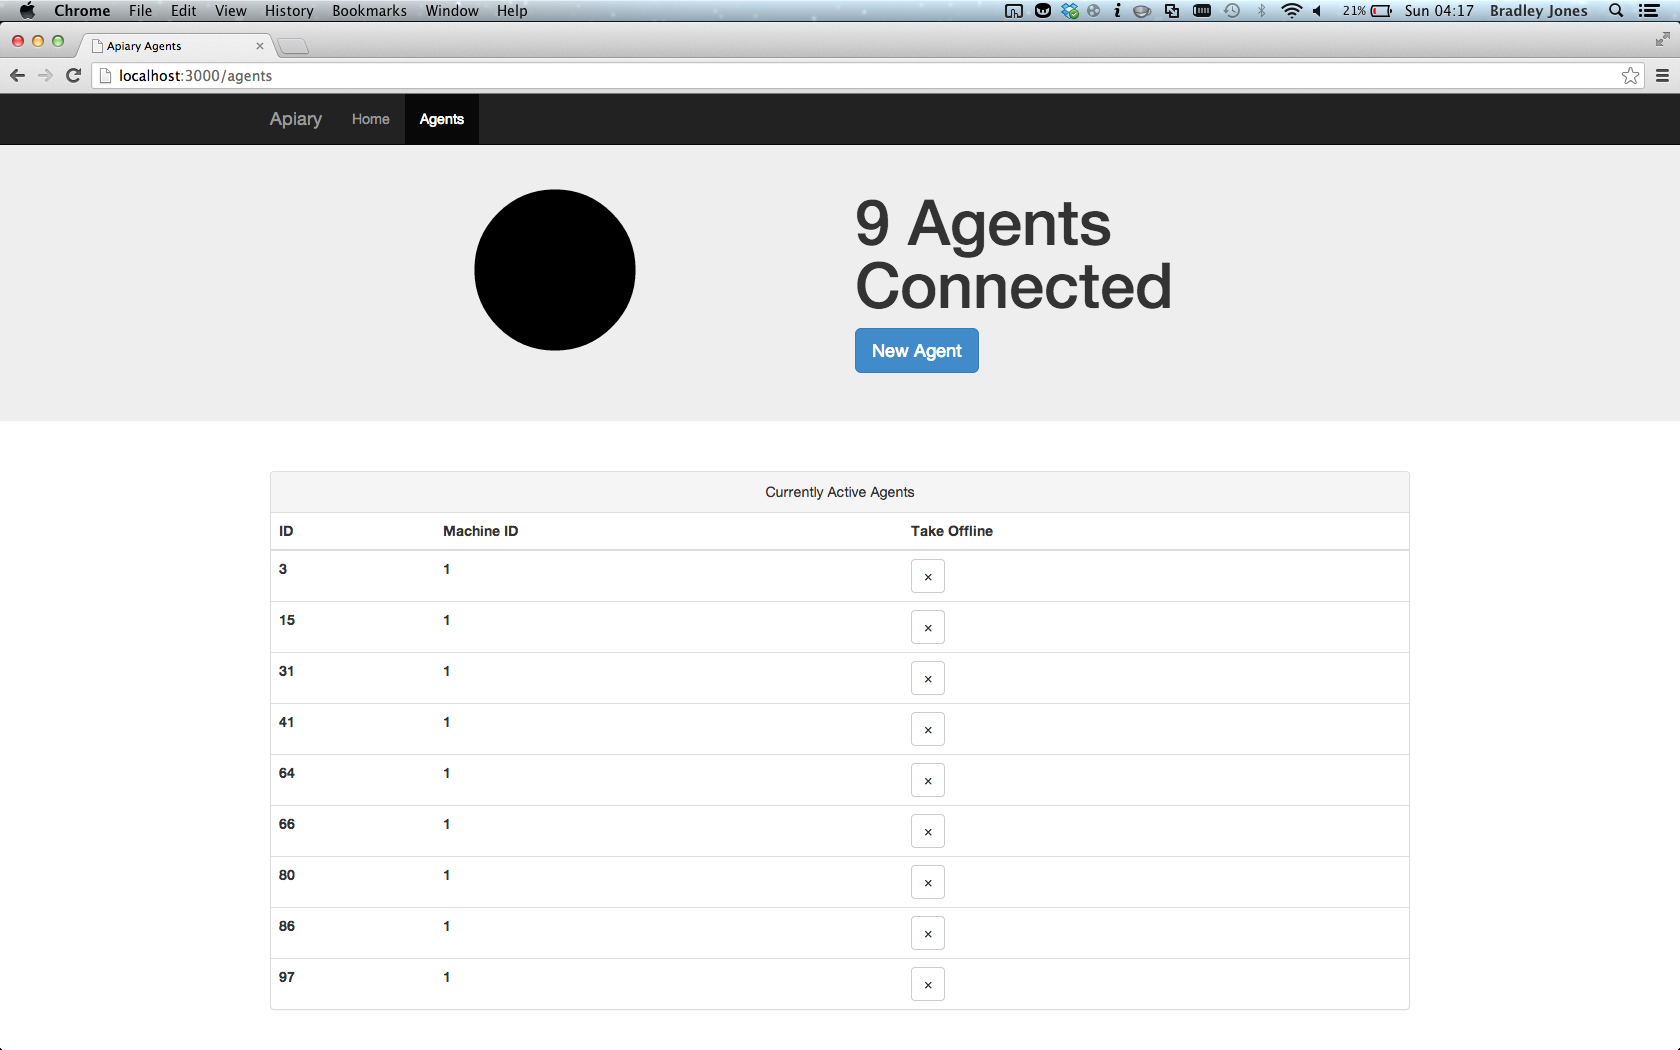 Chrome File Edit View History Bookmarks Window Help 21% Sun 04:17 Bradley Jones
Apiary Agents ×
localhost:3000/agents
Apiary Home Agents
9 Agents
Connected
New Agent
Currently Active Agents
ID Machine ID Take Offline
3 1 ×
15 1 ×
31 1 ×
41 1 ×
64 1 ×
66 1 ×
80 1 ×
86 1 ×
97 1 ×